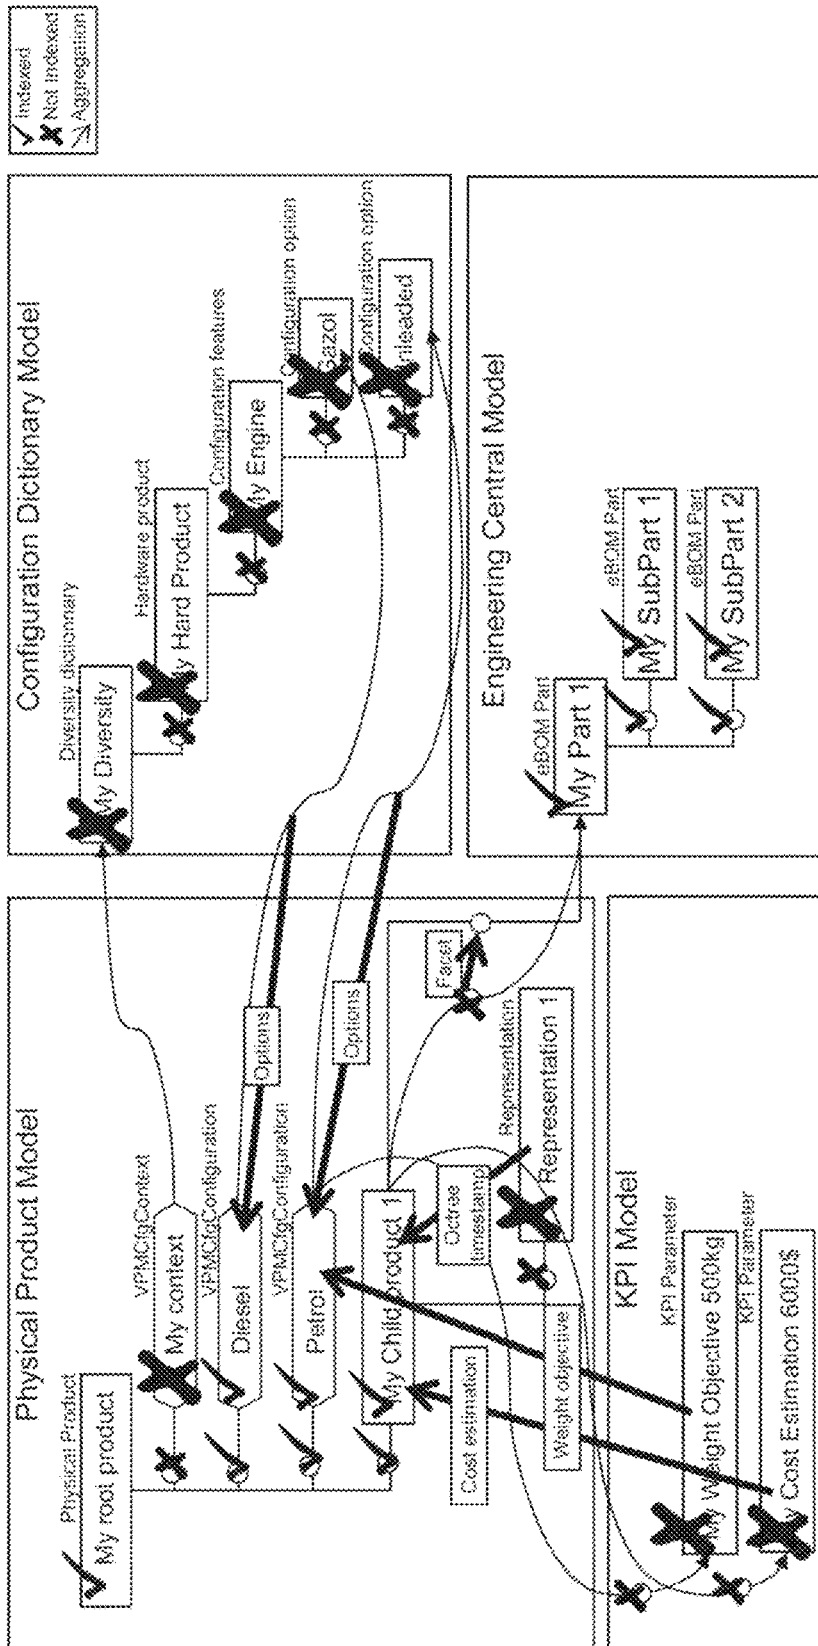 Indexed
Not Indexed
Aggregation
Physical Product Model
Physical Product
My root product
VPMCfgContext
My context
VPMCfgConfiguration
Diesel
VPMCfgConfiguration
Petrol
My Child product 1
Options
Options
Facet
Octree
timestamp
Representation
Representation 1
Cost estimation
Weight objective
Configuration Dictionary Model
Diversity dictionnary
My Diversity
Hardware product
My Hard Product
Configuration features
My Engine
Configuration option
Gazol
Configuration option
Unleaded
Engineering Central Model
eBOM Part
My Part 1
eBOM Part
My SubPart 1
eBOM Part
My SubPart 2
KPI Model
KPI Parameter
My Weight Objective 500kg
KPI Parameter
My Cost Estimation 6000$